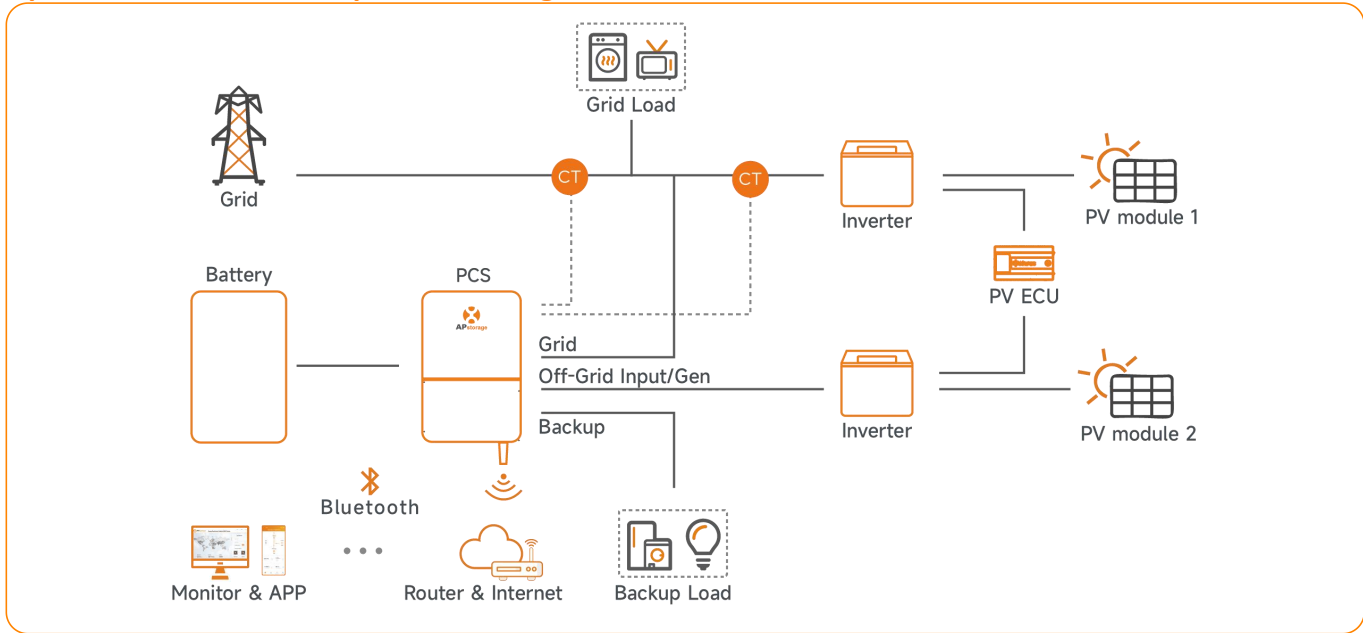 Grid Load
CT
CT
Grid
Inverter
PV module 1
Battery
PCS
PV ECU
APstorage
Grid
Off-Grid Input/Gen
Backup
Inverter
PV module 2
Bluetooth
Monitor & APP
Router & Internet
Backup Load